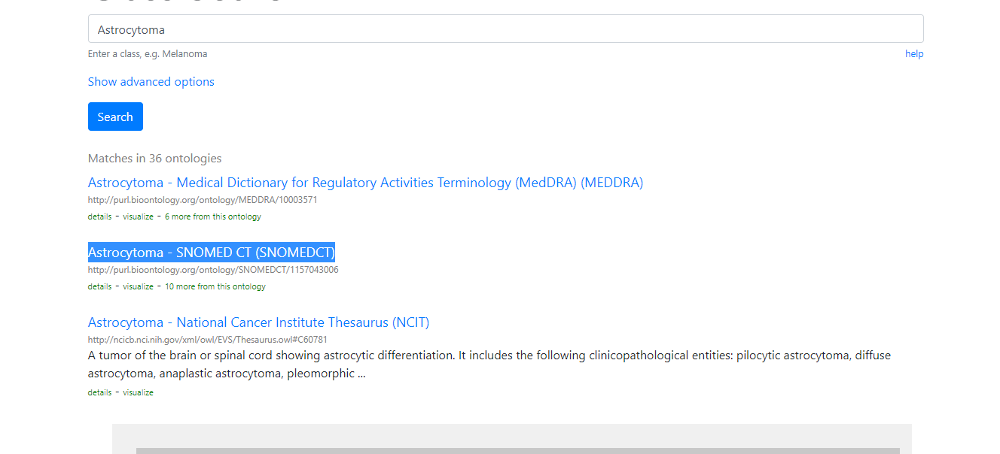 Astrocytoma
Enter a class, e.g. Melanoma help
Show advanced options
Search
Matches in 36 ontologies
Astrocytoma - Medical Dictionary for Regulatory Activities Terminology (MedDRA) (MEDDRA)
http://purl.bioontology.org/ontology/MEDDRA/10003571
details - visualize - 6 more from this ontology
Astrocytoma - SNOMED CT (SNOMEDCT)
http://purl.bioontology.org/ontology/SNOMEDCT/1157043006
details - visualize - 10 more from this ontology
Astrocytoma - National Cancer Institute Thesaurus (NCIT)
http://ncicb.nci.nih.gov/xml/owl/EVS/Thesaurus.owl#C60781
A tumor of the brain or spinal cord showing astrocytic differentiation. It includes the following clinicopathological entities: pilocytic astrocytoma, diffuse
astrocytoma, anaplastic astrocytoma, pleomorphic ...
details - visualize